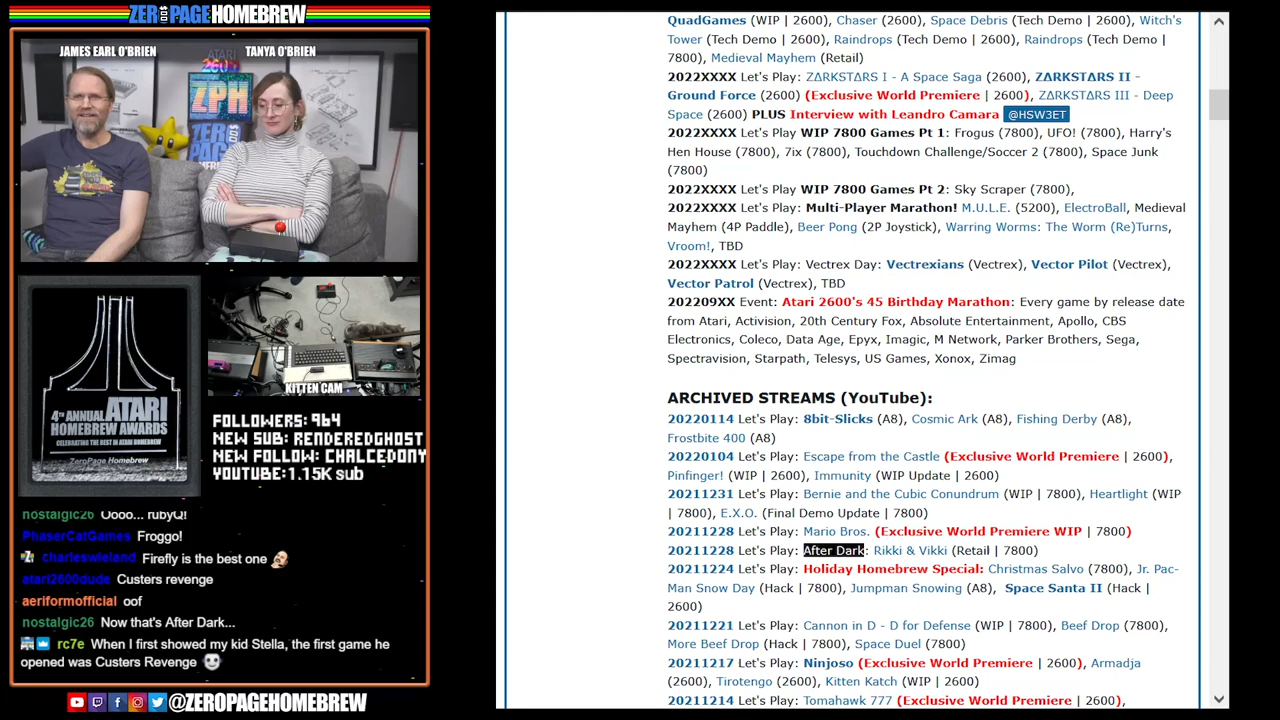 ZEROPAGE HOMEBREW
JAMES EARL O'BRIEN
TANYA O'BRIEN
ATARI
2600
ZPH
4TH ANNUAL ATARI
HOMEBREW AWARDS
CELEBRATING THE BEST IN ATARI HOMEBREW
ZeroPage Homebrew
KITTEN CAM
FOLLOWERS: 964
NEW SUB: RENDEREDGHOST
NEW FOLLOW: CHALCEDONY
YOUTUBE: 1.15K sub
nostalgic26 Oooo... rubyQ!
PhaserCatGames Froggo!
charleswieland Firefly is the best one
atari2600dude Custers revenge
aeriformofficial oof
nostalgic26 Now that's After Dark...
rc7e When I first showed my kid Stella, the first game he
opened was Custers Revenge
@ZEROPAGEHOMEBREW
QuadGames (WIP | 2600), Chaser (2600), Space Debris (Tech Demo | 2600), Witch's
Tower (Tech Demo | 2600), Raindrops (Tech Demo | 2600), Raindrops (Tech Demo |
7800), Medieval Mayhem (Retail)
2022XXXX Let's Play: ZΔRKSTΔRS I - A Space Saga (2600), ZΔRKSTΔRS II -
Ground Force (2600) (Exclusive World Premiere | 2600), ZΔRKSTΔRS III - Deep
Space (2600) PLUS Interview with Leandro Camara @HSW3ET
2022XXXX Let's Play WIP 7800 Games Pt 1: Frogus (7800), UFO! (7800), Harry's
Hen House (7800), 7ix (7800), Touchdown Challenge/Soccer 2 (7800), Space Junk
(7800)
2022XXXX Let's Play WIP 7800 Games Pt 2: Sky Scraper (7800),
2022XXXX Let's Play: Multi-Player Marathon! M.U.L.E. (5200), ElectroBall, Medieval
Mayhem (4P Paddle), Beer Pong (2P Joystick), Warring Worms: The Worm (Re)Turns,
Vroom!, TBD
2022XXXX Let's Play: Vectrex Day: Vectrexians (Vectrex), Vector Pilot (Vectrex),
Vector Patrol (Vectrex), TBD
202209XX Event: Atari 2600's 45 Birthday Marathon: Every game by release date
from Atari, Activision, 20th Century Fox, Absolute Entertainment, Apollo, CBS
Electronics, Coleco, Data Age, Epyx, Imagic, M Network, Parker Brothers, Sega,
Spectravision, Starpath, Telesys, US Games, Xonox, Zimag
ARCHIVED STREAMS (YouTube):
20220114 Let's Play: 8bit-Slicks (A8), Cosmic Ark (A8), Fishing Derby (A8),
Frostbite 400 (A8)
20220104 Let's Play: Escape from the Castle (Exclusive World Premiere | 2600),
Pinfinger! (WIP | 2600), Immunity (WIP Update | 2600)
20211231 Let's Play: Bernie and the Cubic Conundrum (WIP | 7800), Heartlight (WIP
| 7800), E.X.O. (Final Demo Update | 7800)
20211228 Let's Play: Mario Bros. (Exclusive World Premiere WIP | 7800)
20211228 Let's Play: After Dark: Rikki & Vikki (Retail | 7800)
20211224 Let's Play: Holiday Homebrew Special: Christmas Salvo (7800), Jr. Pac-
Man Snow Day (Hack | 7800), Jumpman Snowing (A8), Space Santa II (Hack |
2600)
20211221 Let's Play: Cannon in D - D for Defense (WIP | 7800), Beef Drop (7800),
More Beef Drop (Hack | 7800), Space Duel (7800)
20211217 Let's Play: Ninjoso (Exclusive World Premiere | 2600), Armadja
(2600), Tirotengo (2600), Kitten Katch (WIP | 2600)
20211214 Let's Play: Tomahawk 777 (Exclusive World Premiere | 2600),